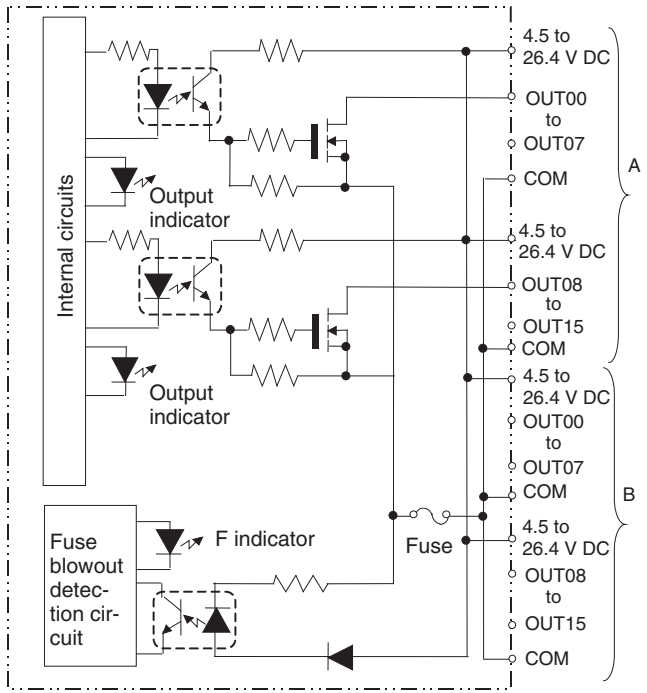 Internal circuits
Output
indicator
Output
indicator
Fuse
blowout
detec-
tion cir-
cuit
F indicator
Fuse
4.5 to
26.4 V DC
OUT00
to
OUT07
COM
4.5 to
26.4 V DC
OUT08
to
OUT15
COM
A
4.5 to
26.4 V DC
OUT00
to
OUT07
COM
4.5 to
26.4 V DC
OUT08
to
OUT15
COM
B